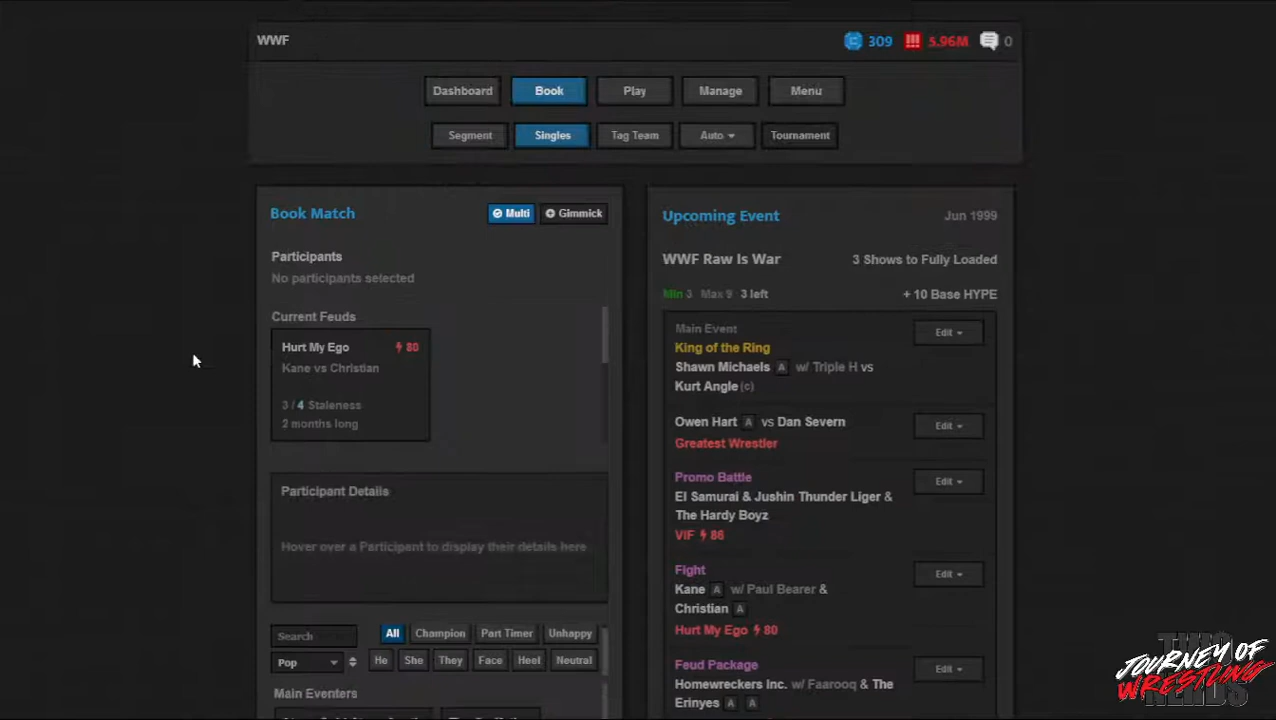 WWF
309 5.96M 0
Dashboard Book Play Manage Menu
Segment Singles Tag Team Auto Tournament
Book Match Multi Gimmick
Participants
No participants selected
Current Feuds
Hurt My Ego 80
Kane vs Christian
3 / 4 Staleness
2 months long
Participant Details
Hover over a Participant to display their details here
Search All Champion Part Timer Unhappy
Pop He She They Face Heel Neutral
Main Eventers
Upcoming Event Jun 1999
WWF Raw Is War 3 Shows to Fully Loaded
Min 3 Max 9 3 left + 10 Base HYPE
Main Event Edit
King of the Ring
Shawn Michaels A w/ Triple H vs
Kurt Angle (c)
Owen Hart A vs Dan Severn Edit
Greatest Wrestler
Promo Battle Edit
El Samurai & Jushin Thunder Liger &
The Hardy Boyz
VIF 86
Fight Edit
Kane A w/ Paul Bearer &
Christian A
Hurt My Ego 80
Feud Package Edit
Homewreckers Inc. w/ Faarooq & The
Erinyes A A
JOURNEY OF
WRESTLING